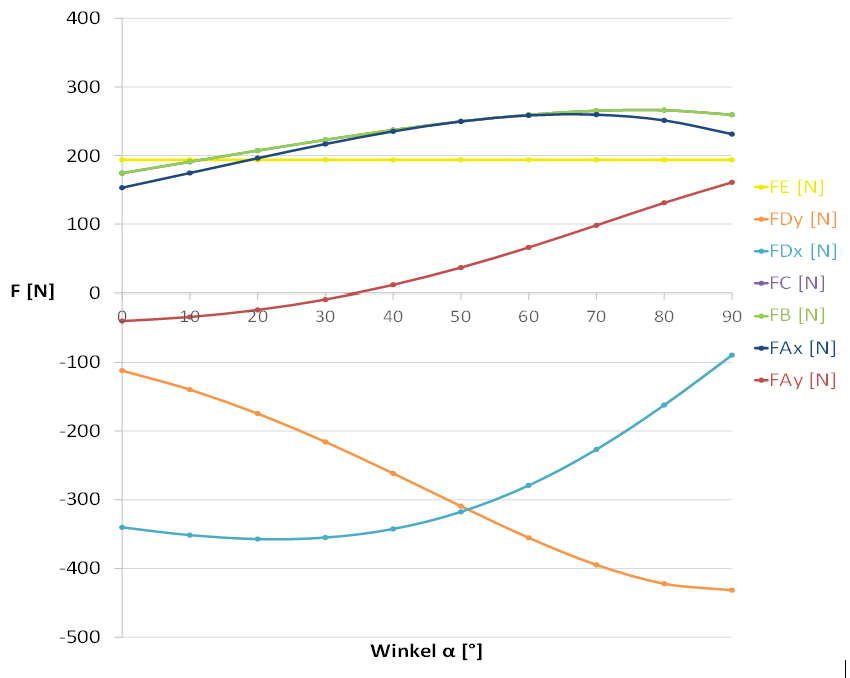 400
300
200
100
0
-100
-200
-300
-400
-500
F [N]
0 10 20 30 40 50 60 70 80 90
Winkel α [°]
FE [N]
FDy [N]
FDx [N]
FC [N]
FB [N]
FAx [N]
FAy [N]